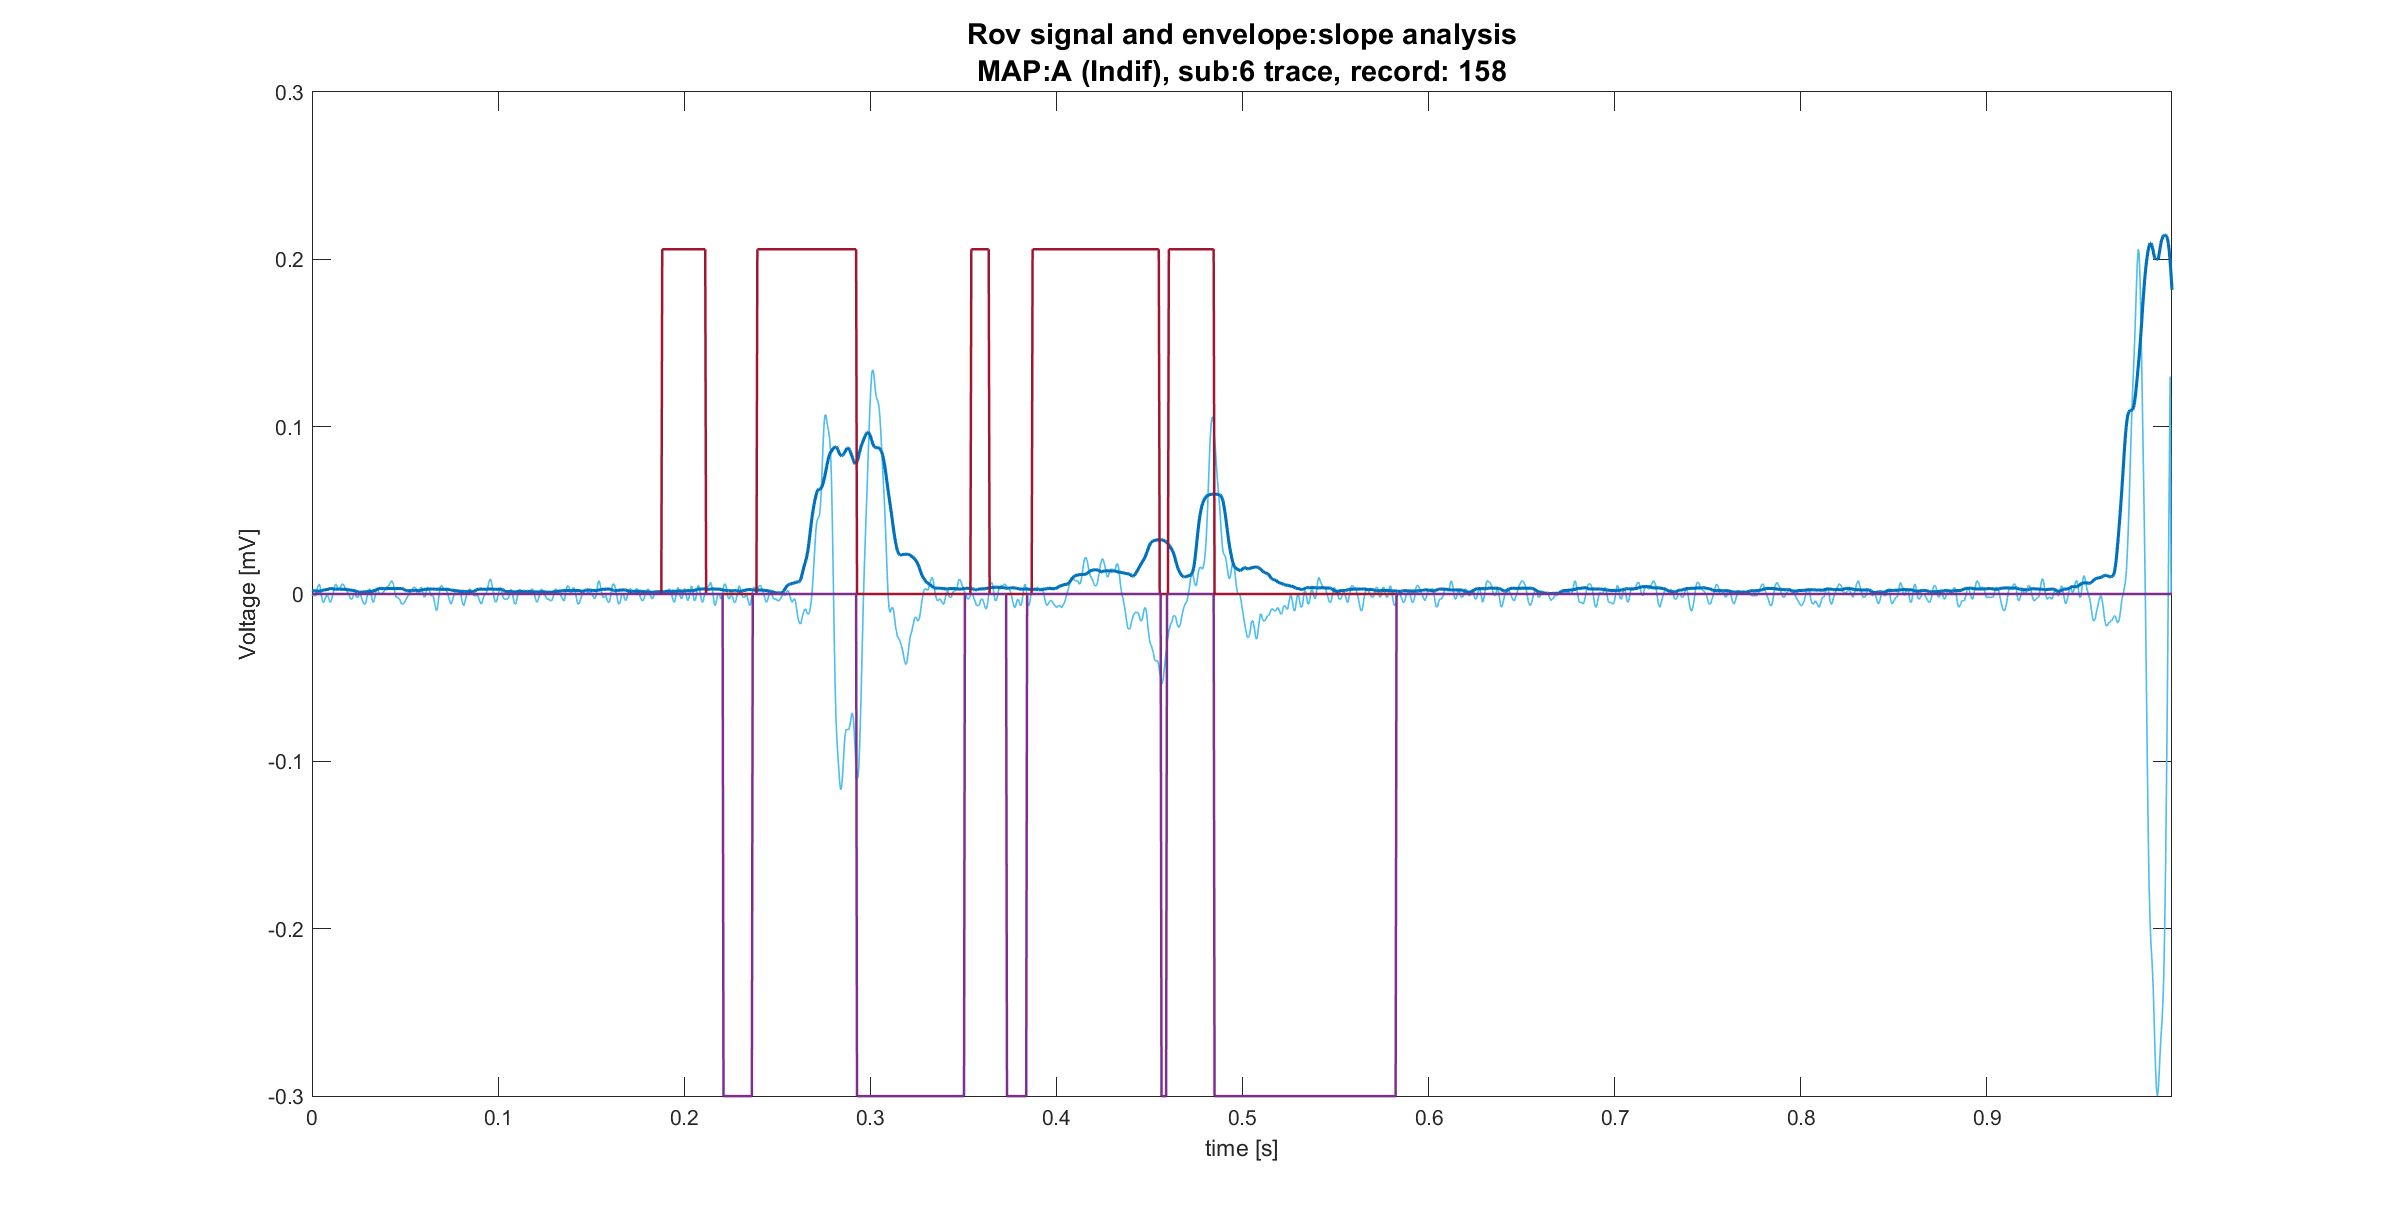 Rov signal and envelope:slope analysis
MAP:A (Indif), sub:6 trace, record: 158
0.3
0.2
0.1
0
-0.1
-0.2
-0.3
Voltage [mV]
0 0.1 0.2 0.3 0.4 0.5 0.6 0.7 0.8 0.9
time [s]